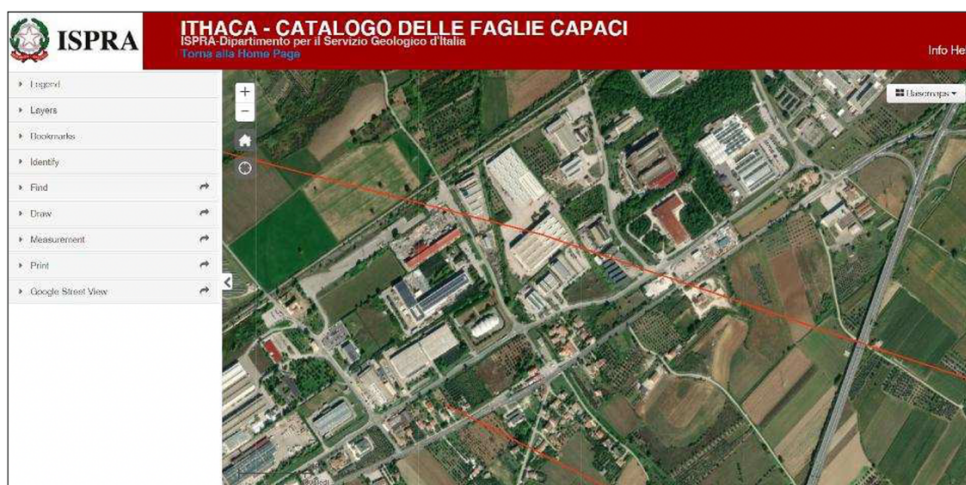 ISPRA
ITHACA - CATALOGO DELLE FAGLIE CAPACI
ISPRA-Dipartimento per il Servizio Geologico d'Italia
Torna alla Home Page
Info He
Legend
Layers
Bookmarks
Identify
Find
Draw
Measurement
Print
Google Street View
+
−
Basemaps